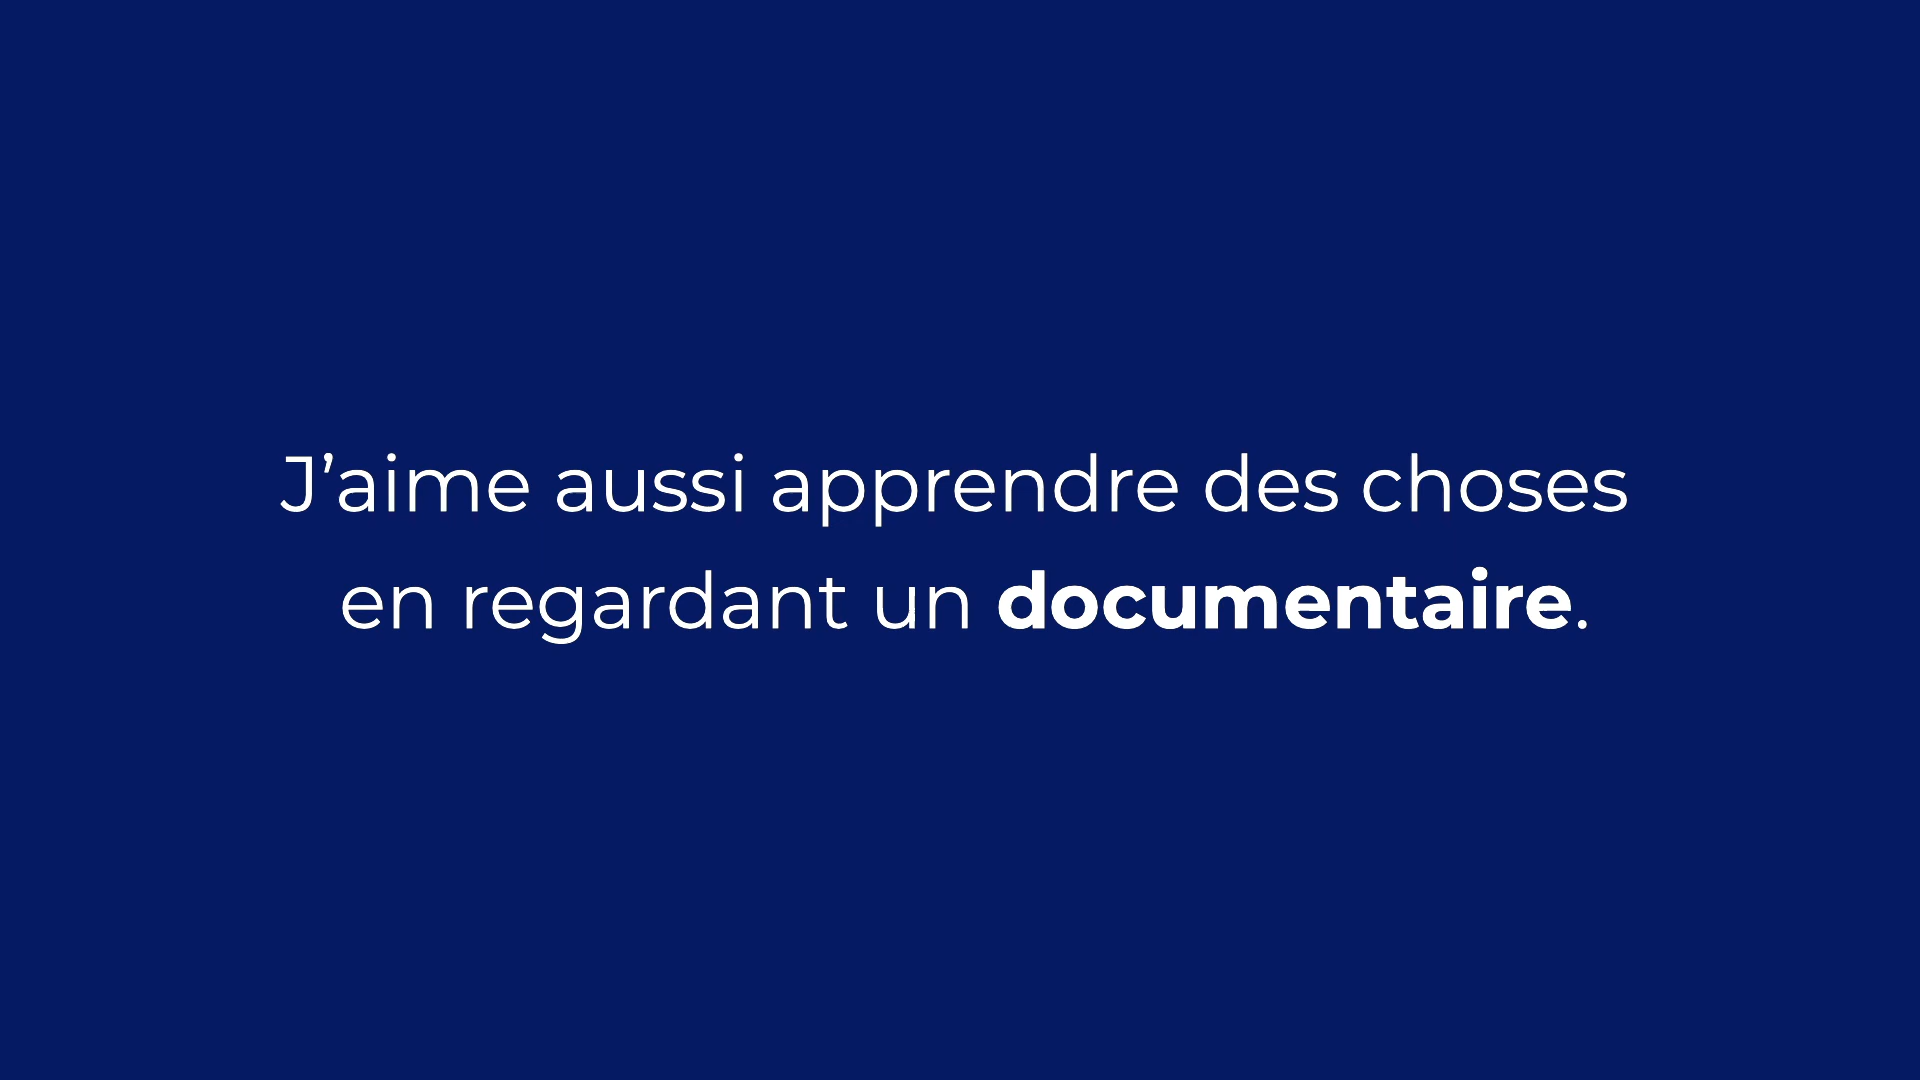 J’aime aussi apprendre des choses
en regardant un documentaire.